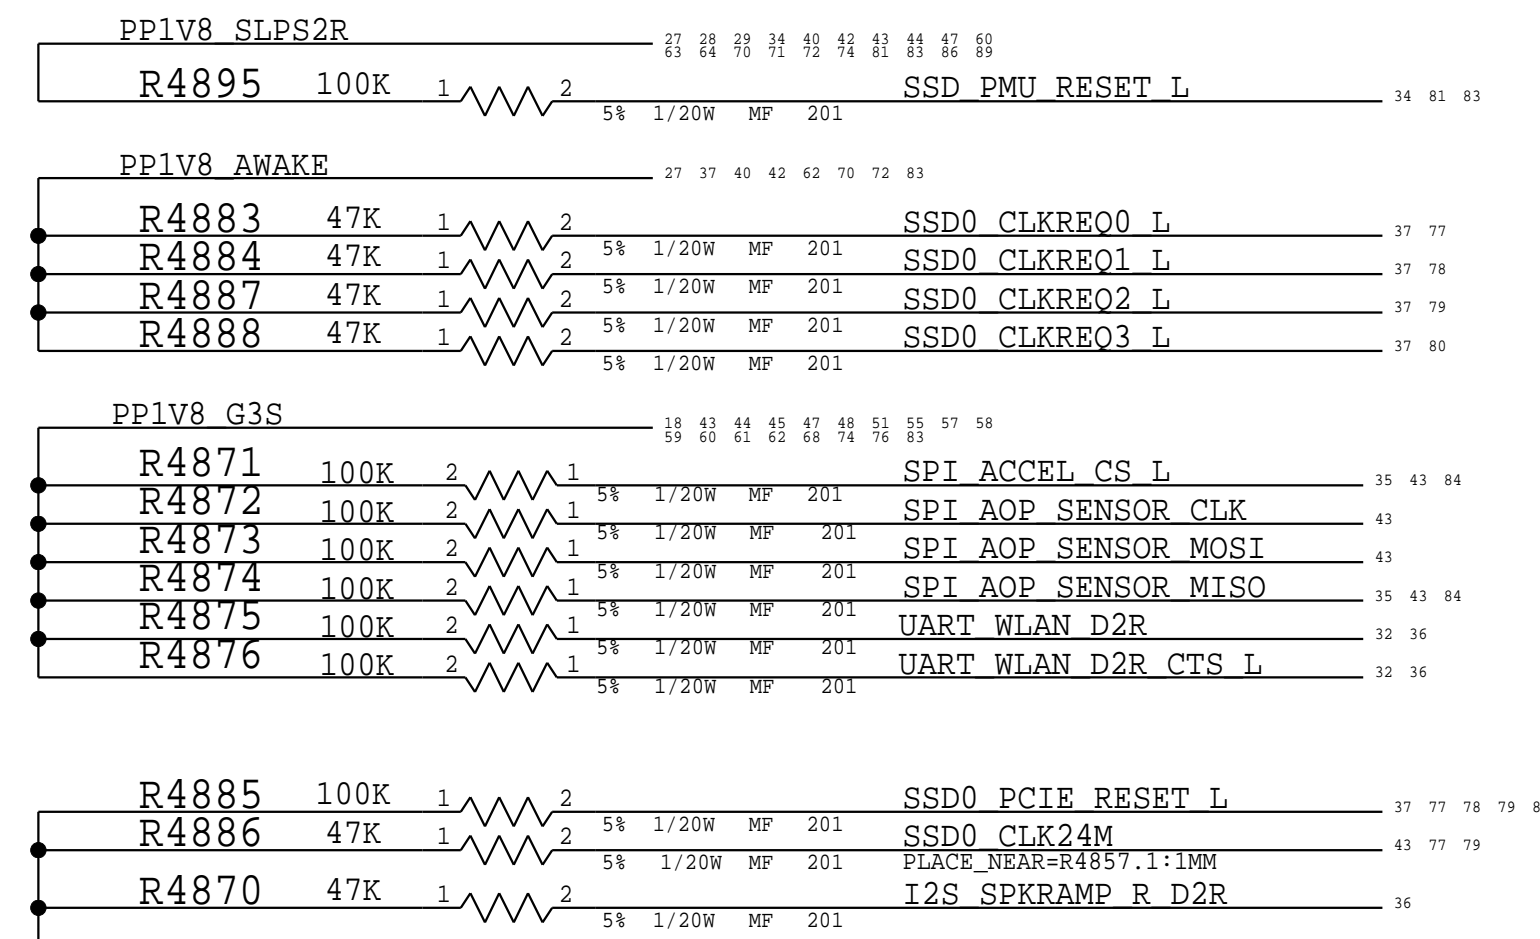 PP1V8_SLPS2R 27 28 29 34 40 42 43 44 47 60
63 64 70 71 72 74 81 83 86 89
R4895 100K 1 2 SSD_PMU_RESET_L 34 81 83
5% 1/20W MF 201
PP1V8_AWAKE 27 37 40 42 62 70 72 83
R4883 47K 1 2 SSD0_CLKREQ0_L 37 77
5% 1/20W MF 201
R4884 47K 1 2 SSD0_CLKREQ1_L 37 78
5% 1/20W MF 201
R4887 47K 1 2 SSD0_CLKREQ2_L 37 79
5% 1/20W MF 201
R4888 47K 1 2 SSD0_CLKREQ3_L 37 80
5% 1/20W MF 201
PP1V8_G3S 18 43 44 45 47 48 51 55 57 58
59 60 61 62 68 74 76 83
R4871 100K 2 1 SPI_ACCEL_CS_L 35 43 84
5% 1/20W MF 201
R4872 100K 2 1 SPI_AOP_SENSOR_CLK 43
5% 1/20W MF 201
R4873 100K 2 1 SPI_AOP_SENSOR_MOSI 43
5% 1/20W MF 201
R4874 100K 2 1 SPI_AOP_SENSOR_MISO 35 43 84
5% 1/20W MF 201
R4875 100K 2 1 UART_WLAN_D2R 32 36
5% 1/20W MF 201
R4876 100K 2 1 UART_WLAN_D2R_CTS_L 32 36
5% 1/20W MF 201
R4885 100K 1 2 SSD0_PCIE_RESET_L 37 77 78 79 8
5% 1/20W MF 201
R4886 47K 1 2 SSD0_CLK24M 43 77 79
5% 1/20W MF 201 PLACE_NEAR=R4857.1:1MM
R4870 47K 1 2 I2S_SPKRAMP_R_D2R 36
5% 1/20W MF 201